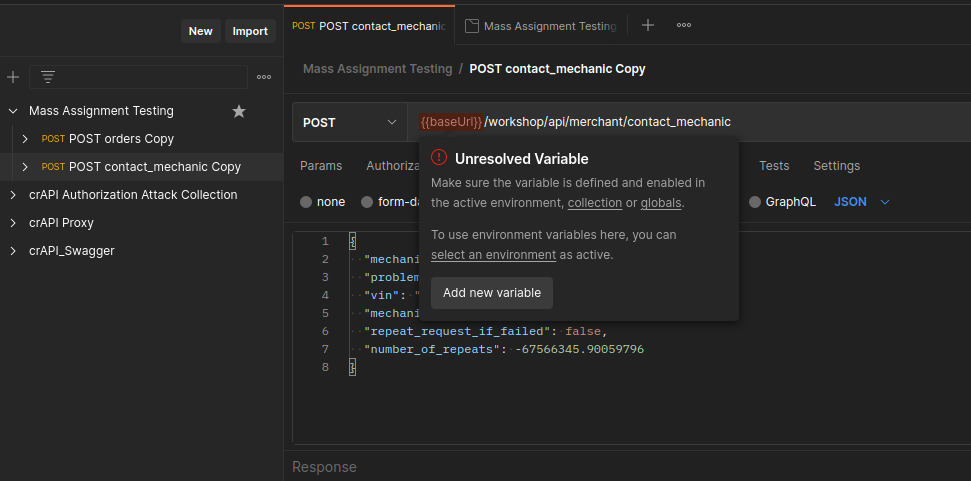 New Import
Mass Assignment Testing
POST POST orders Copy
POST POST contact_mechanic Copy
crAPI Authorization Attack Collection
crAPI Proxy
crAPI_Swagger
POST POST contact_mechanic
Mass Assignment Testing
Mass Assignment Testing / POST contact_mechanic Copy
POST {{baseUrl}}/workshop/api/merchant/contact_mechanic
Params Authoriza Tests Settings
none form-da GraphQL JSON
Unresolved Variable
Make sure the variable is defined and enabled in
the active environment, collection or globals.
To use environment variables here, you can
select an environment as active.
Add new variable
1 {
2 "mechani
3 "problem
4 "vin": "
5 "mechani
6 "repeat_request_if_failed": false,
7 "number_of_repeats": -67566345.90059796
8 }
Response